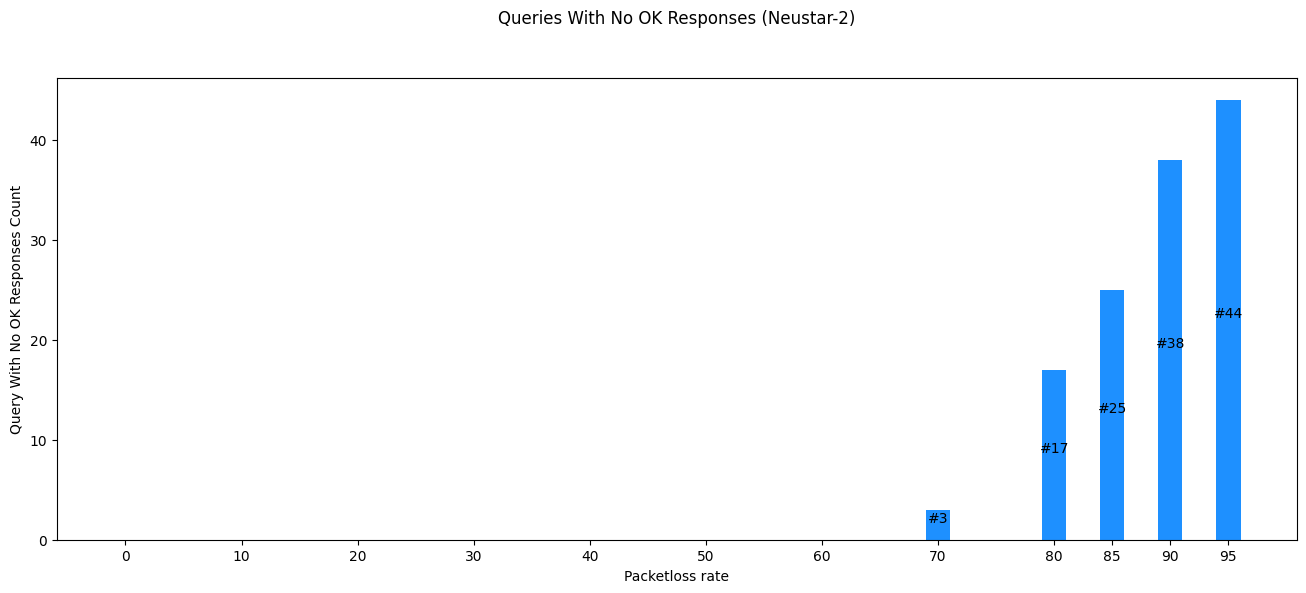 Queries With No OK Responses (Neustar-2)
Query With No OK Responses Count
40
30
20
10
0
#3
#17
#25
#38
#44
0 10 20 30 40 50 60 70 80 85 90 95
Packetloss rate